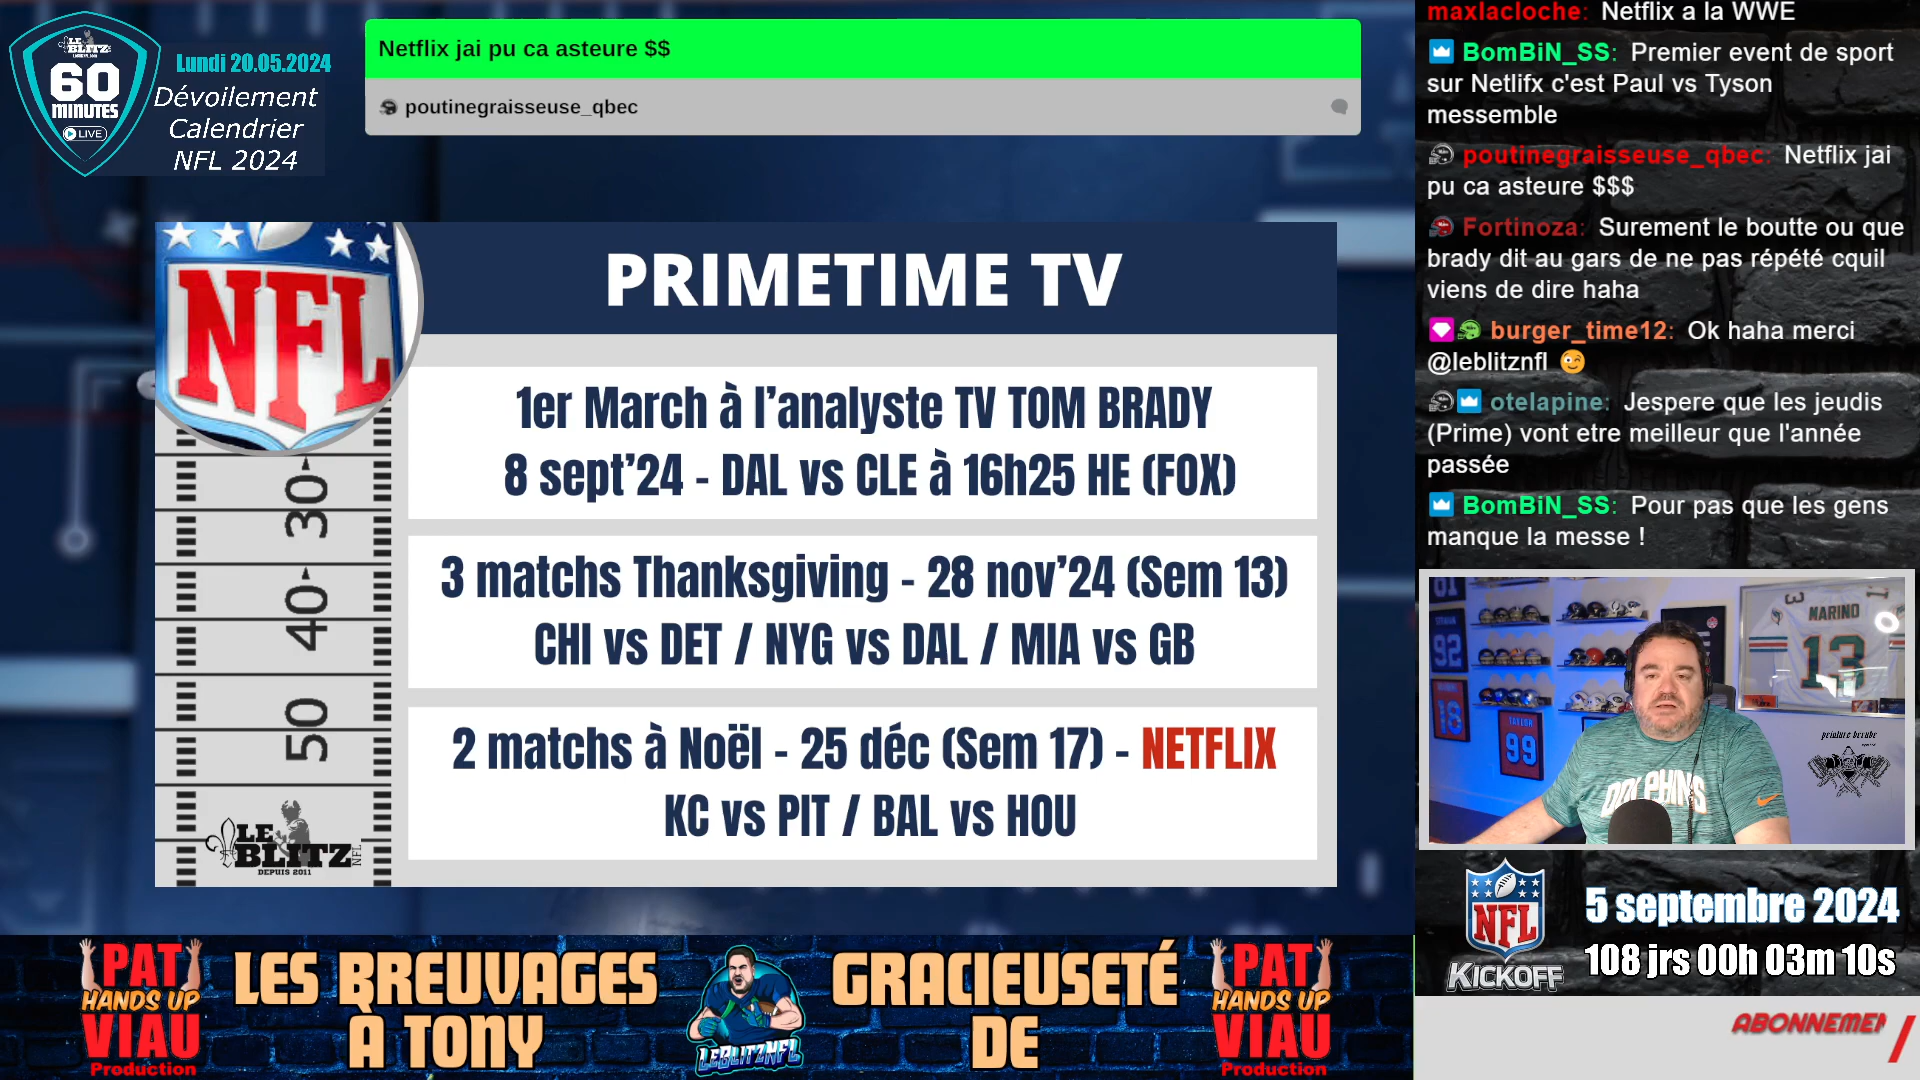 LE
BLITZ
60
MINUTES
LIVE
Lundi 20.05.2024
Dévoilement
Calendrier
NFL 2024
Netflix jai pu ca asteure $$
poutinegraisseuse_qbec
NFL
PRIMETIME TV
1er March à l’analyste TV TOM BRADY
8 sept’24 - DAL vs CLE à 16h25 HE (FOX)
3 matchs Thanksgiving - 28 nov’24 (Sem 13)
CHI vs DET / NYG vs DAL / MIA vs GB
2 matchs à Noël - 25 déc (Sem 17) - NETFLIX
KC vs PIT / BAL vs HOU
30
40
50
LE
BLITZ NFL
DEPUIS 2011
maxlacloche: Netflix a la WWE
BomBiN_SS: Premier event de sport
sur Netlifx c'est Paul vs Tyson
messemble
poutinegraisseuse_qbec: Netflix jai
pu ca asteure $$$
Fortinoza: Surement le boutte ou que
brady dit au gars de ne pas répété cquil
viens de dire haha
burger_time12: Ok haha merci
@leblitznfl 😉
otelapine: Jespere que les jeudis
(Prime) vont etre meilleur que l'année
passée
BomBiN_SS: Pour pas que les gens
manque la messe !
92
TAYLOR
99
MARINO
13
DOLPHINS
NFL
KICKOFF
5 septembre 2024
108 jrs 00h 03m 10s
ABONNEMEN
PAT
HANDS UP
VIAU
Production
LES BREUVAGES
À TONY
LEBLITZNFL
GRACIEUSETÉ
DE
PAT
HANDS UP
VIAU
Production